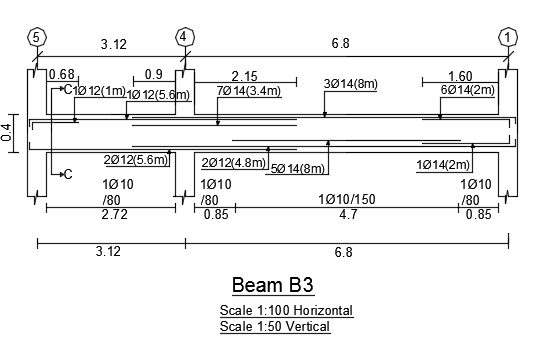 5 4 1
3.12 6.8
0.68 0.9 2.15 3Ø14(8m) 1.60
C 1Ø12(1m) 1Ø12(5.6m) 7Ø14(3.4m) 6Ø14(2m)
0.4
2Ø12(5.6m) 2Ø12(4.8m) 5Ø14(8m) 1Ø14(2m)
C 1Ø10 1Ø10 1Ø10
/80 /80 1Ø10/150 /80
2.72 0.85 4.7 0.85
3.12 6.8
Beam B3
Scale 1:100 Horizontal
Scale 1:50 Vertical